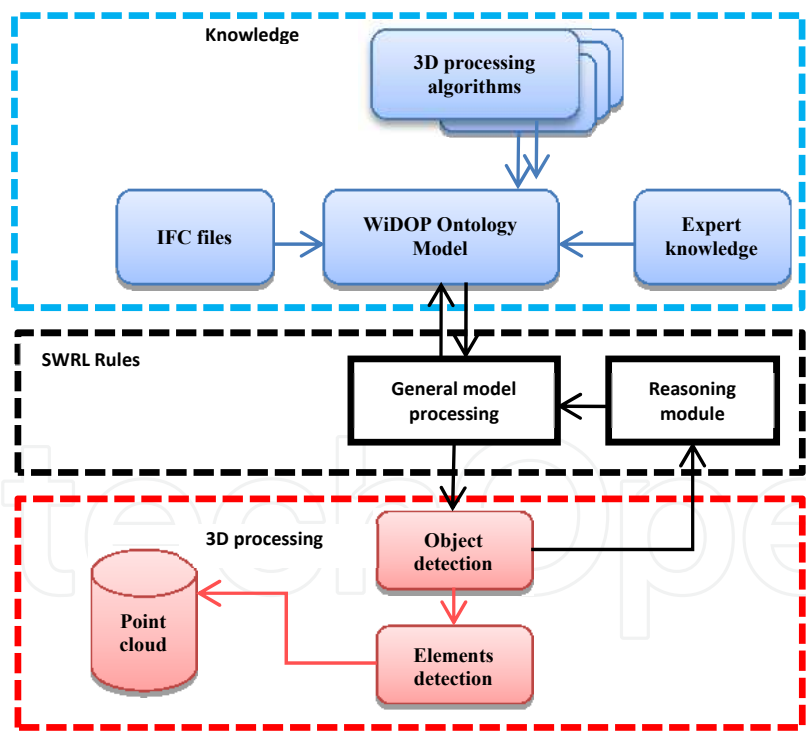 Knowledge
3D processing
algorithms
IFC files
WiDOP Ontology
Model
Expert
knowledge
SWRL Rules
General model
processing
Reasoning
module
3D processing
Object
detection
Point
cloud
Elements
detection